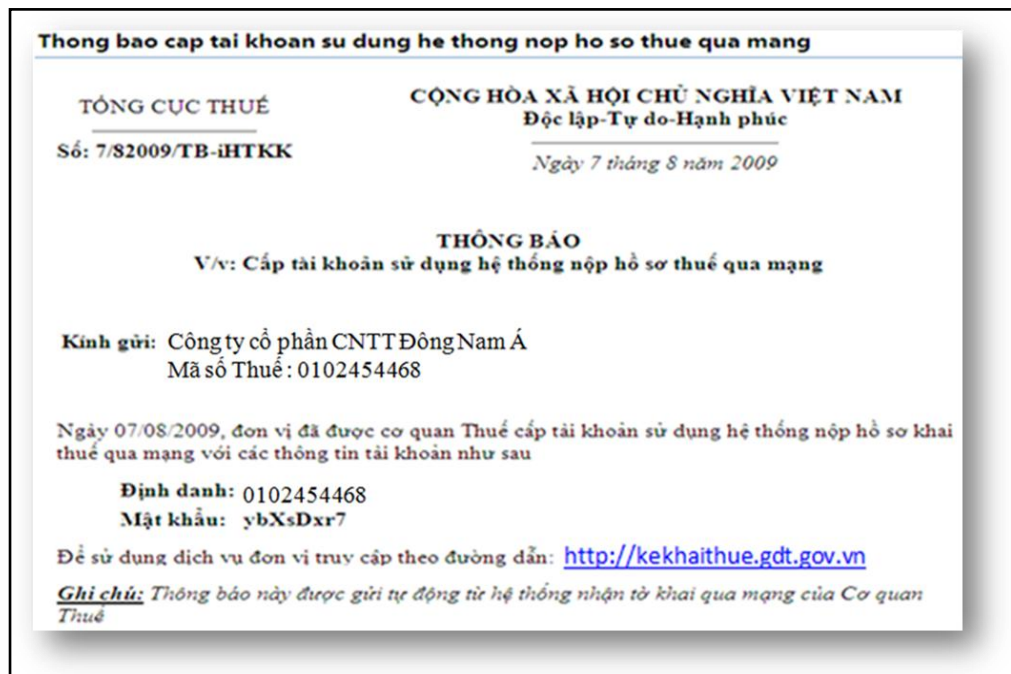 Thong bao cap tai khoan su dung he thong nop ho so thue qua mang
TỔNG CỤC THUẾ
Số: 7/82009/TB-iHTKK
CỘNG HÒA XÃ HỘI CHỦ NGHĨA VIỆT NAM
Độc lập-Tự do-Hạnh phúc
Ngày 7 tháng 8 năm 2009
THÔNG BÁO
V/v: Cấp tài khoản sử dụng hệ thống nộp hồ sơ thuế qua mạng
Kính gửi: Công ty cổ phần CNTT Đông Nam Á
Mã số Thuế : 0102454468
Ngày 07/08/2009, đơn vị đã được cơ quan Thuế cấp tài khoản sử dụng hệ thống nộp hồ sơ khai
thuế qua mạng với các thông tin tài khoản như sau
Định danh: 0102454468
Mật khẩu: ybXsDxr7
Để sử dụng dịch vụ đơn vị truy cập theo đường dẫn: http://kekhaithue.gdt.gov.vn
Ghi chú: Thông báo này được gửi tự động từ hệ thống nhận tờ khai qua mạng của Cơ quan
Thuế